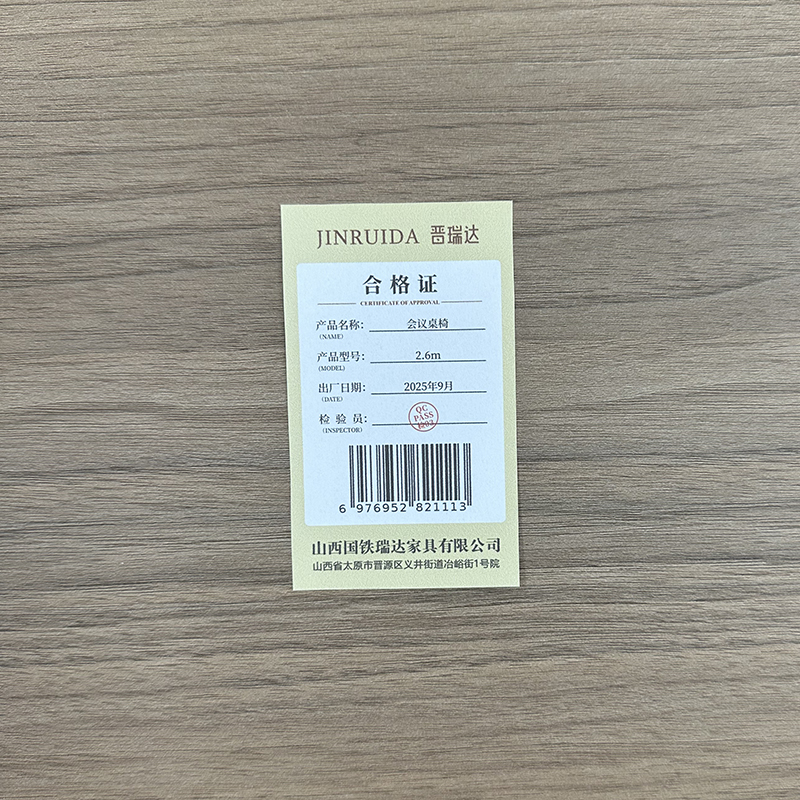 JINRUIDA 晋瑞达
合格证
CERTIFICATE OF APPROVAL
产品名称： 会议桌椅
(NAME)
产品型号： 2.6m
(MODEL)
出厂日期： 2025年9月
(DATE)
检验员：
(INSPECTOR)
QC
PASS
1202
6 976952 821113
山西国铁瑞达家具有限公司
山西省太原市晋源区义井街道冶峪街1号院